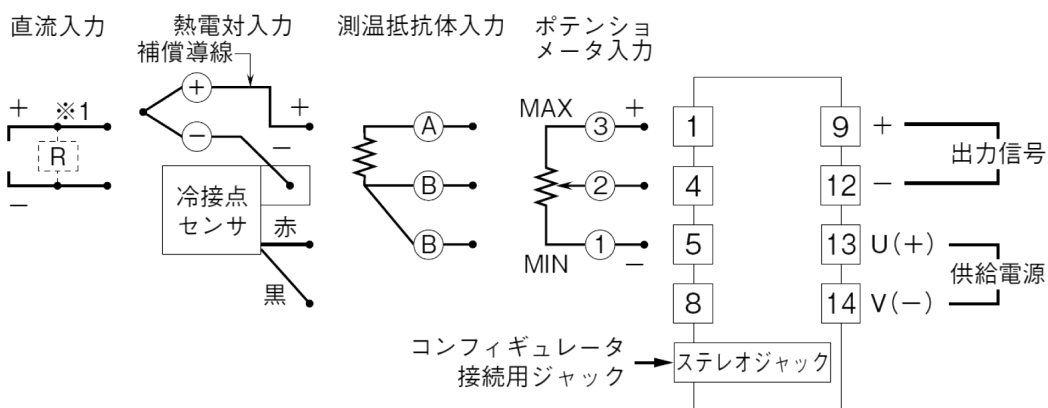 直流入力
熱電対入力
補償導線
測温抵抗体入力
ポテンショ
メータ入力
+
※1
R
−
+
−
+
−
冷接点
センサ
赤
黒
A
B
B
MAX
3
+
2
MIN
1
−
1
4
5
8
9
+
12
−
出力信号
13
U(+)
14
V(−)
供給電源
コンフィギュレータ
接続用ジャック
ステレオジャック